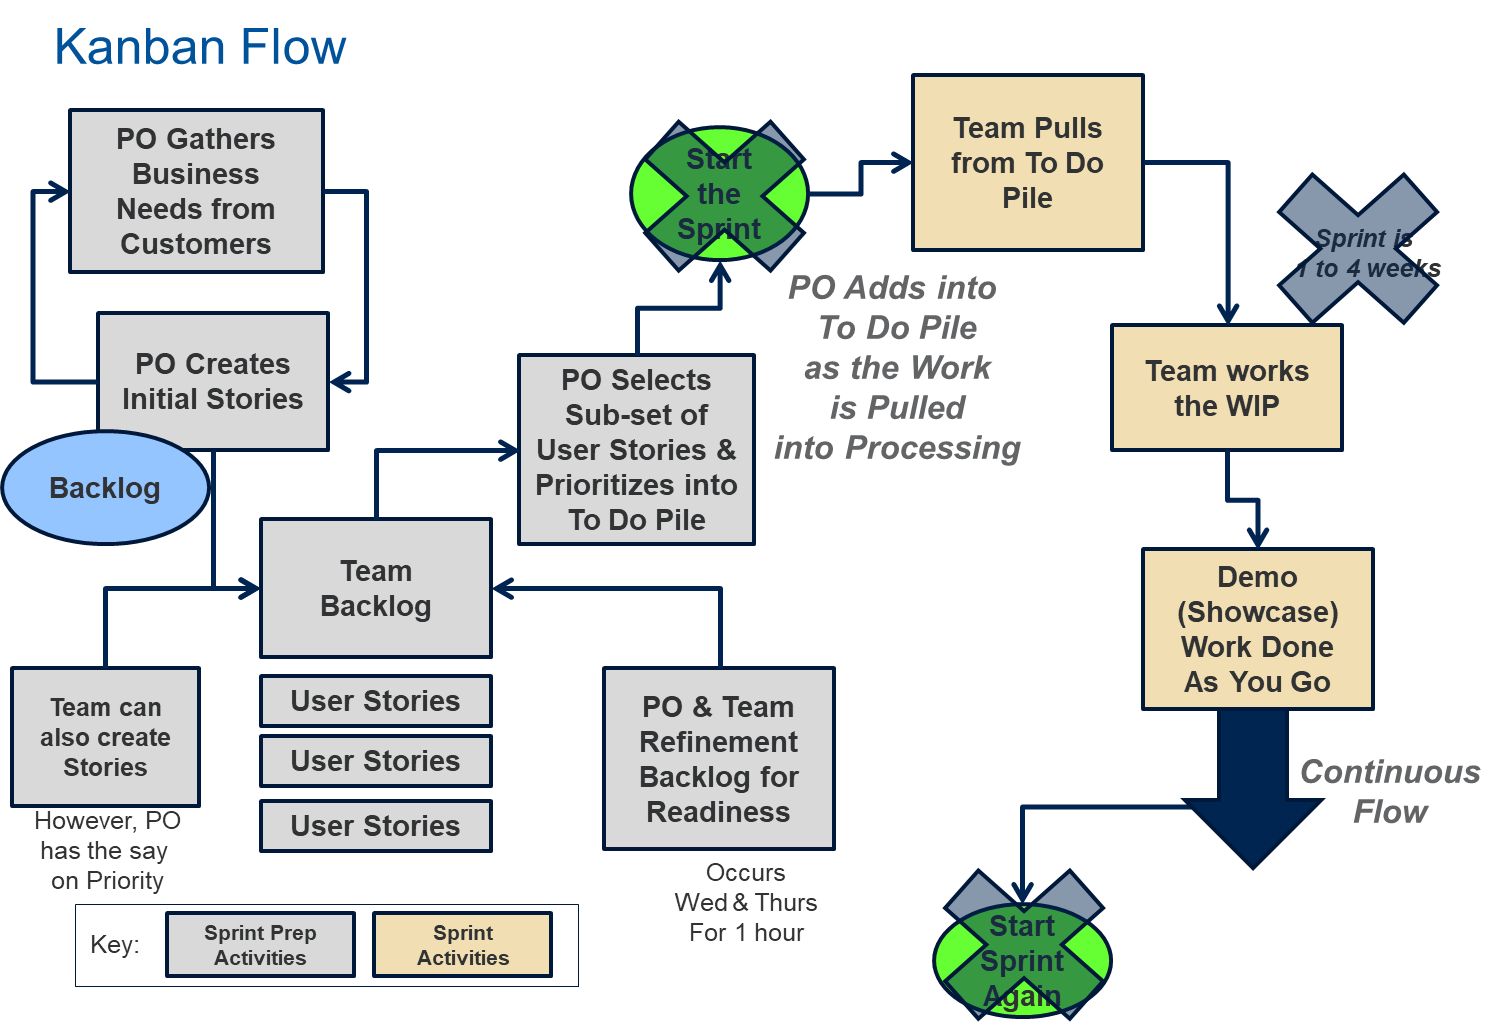 Kanban Flow
PO Gathers
Business
Needs from
Customers
PO Creates
Initial Stories
Backlog
Team
Backlog
User Stories
User Stories
User Stories
Team can
also create
Stories
However, PO
has the say
on Priority
PO & Team
Refinement
Backlog for
Readiness
Occurs
Wed & Thurs
For 1 hour
PO Selects
Sub-set of
User Stories &
Prioritizes into
To Do Pile
Start
the
Sprint
PO Adds into
To Do Pile
as the Work
is Pulled
into Processing
Team Pulls
from To Do
Pile
Sprint is
1 to 4 weeks
Team works
the WIP
Demo
(Showcase)
Work Done
As You Go
Continuous
Flow
Start
Sprint
Again
Key:
Sprint Prep
Activities
Sprint
Activities